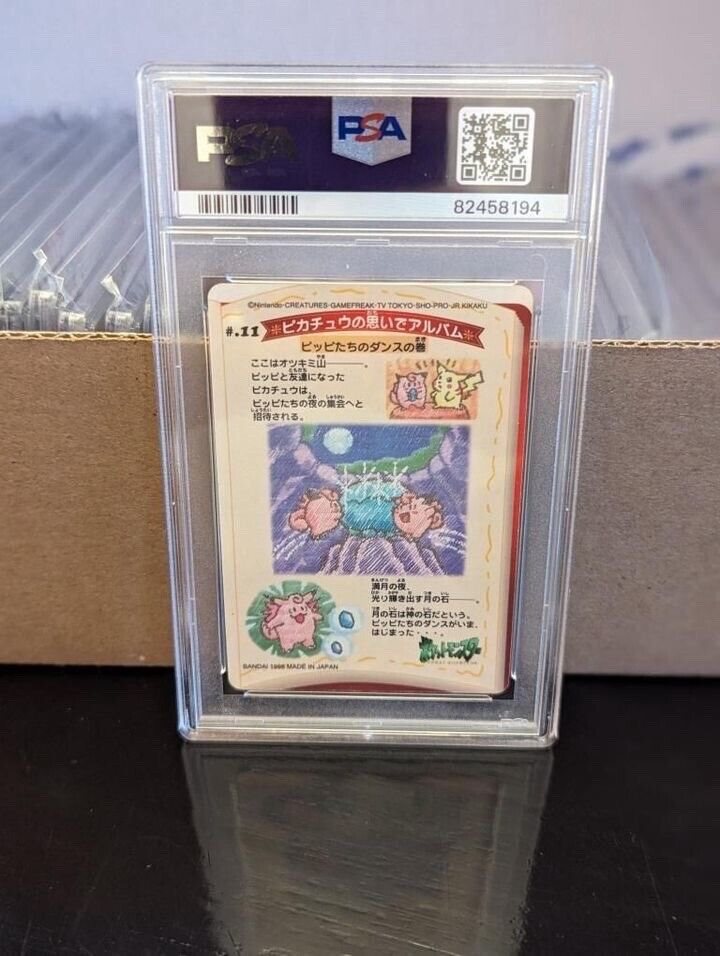 PSA
PSA
82458194
©Nintendo･CREATURES･GAMEFREAK･TV TOKYO･SHO-PRO･JR.KIKAKU
#.11 ピカチュウの思いでアルバム
ピッピたちのダンスの巻
ここはオツキミ山───。
ピッピと友達になった
ピカチュウは、
ピッピたちの夜の集会へと
招待される。
満月の夜、
光り輝き出す月の石───。
月の石は神の石だという。
ピッピたちのダンスがいま、
はじまった・・・。
ポケットモンスター
BANDAI 1998 MADE IN JAPAN